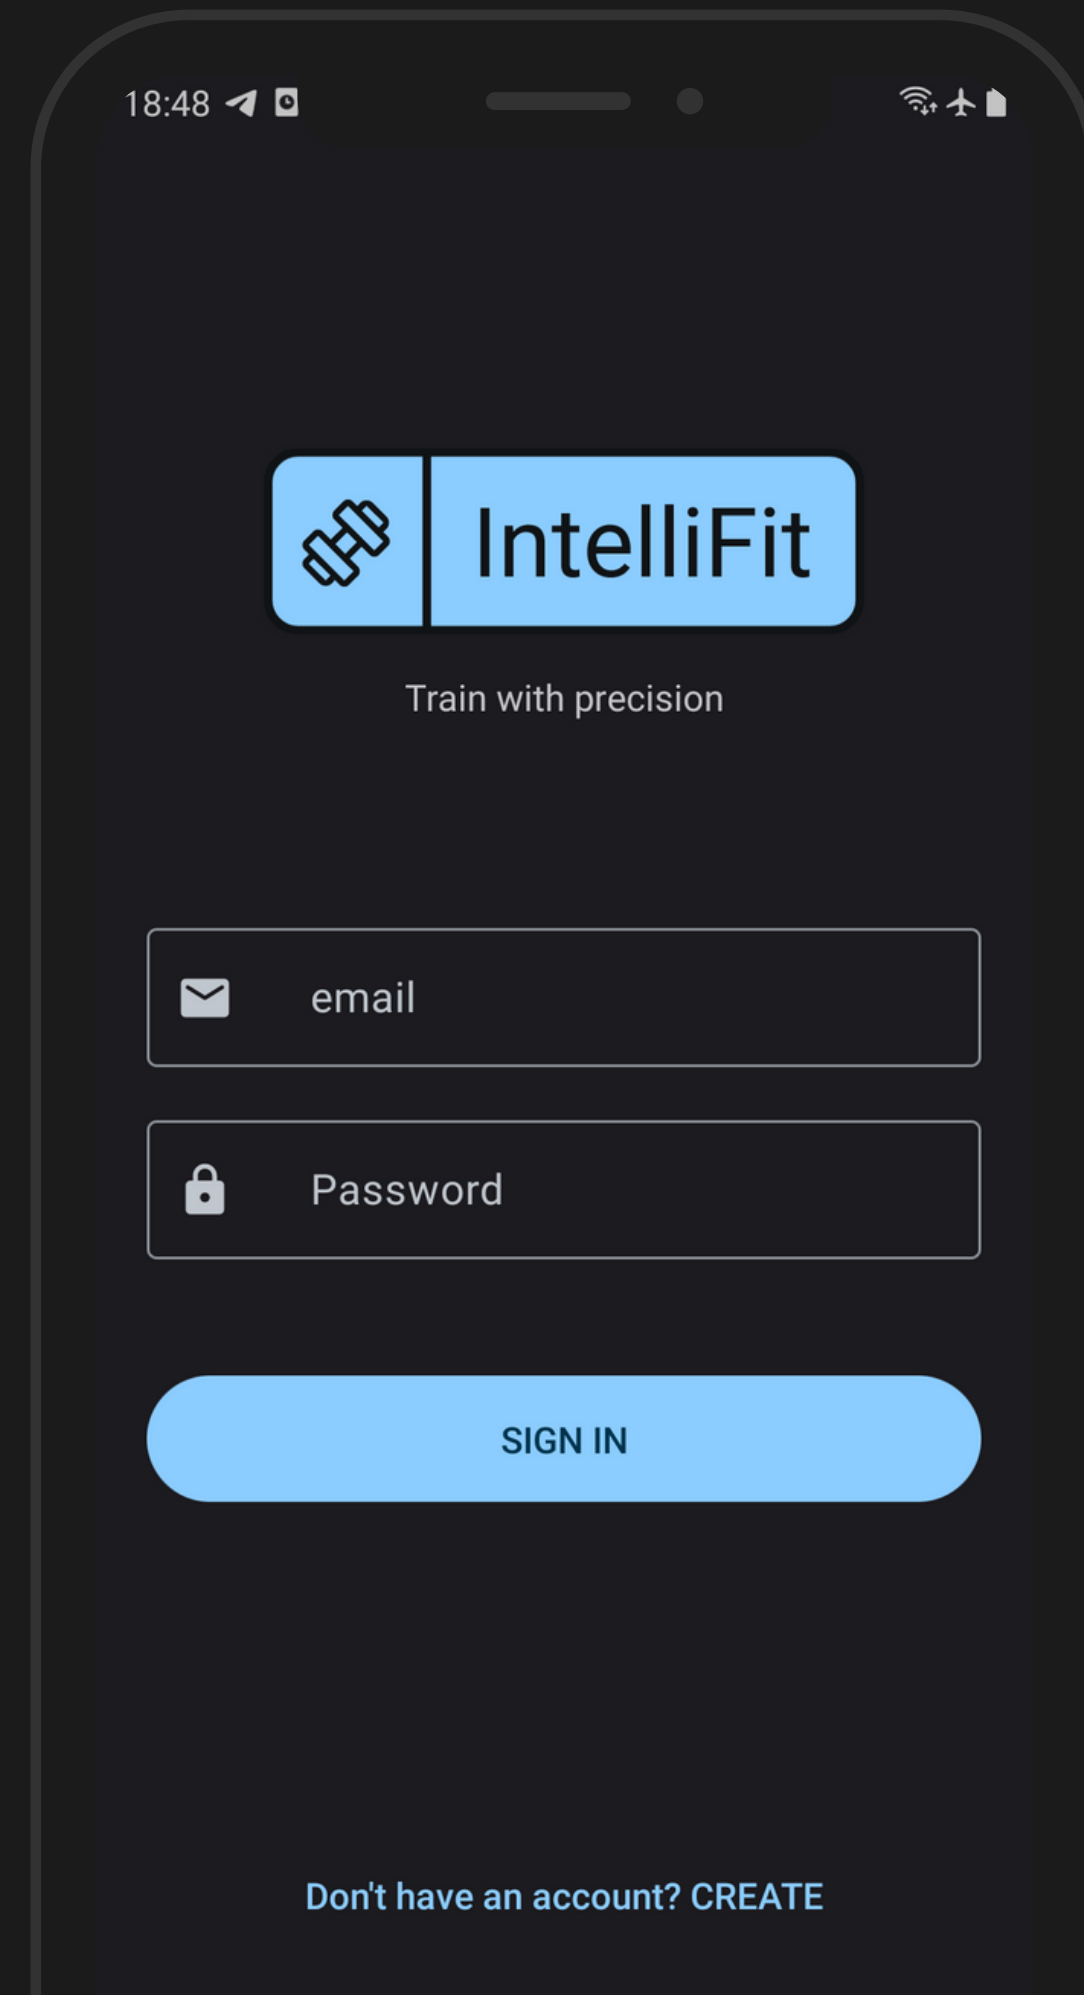 18:48
IntelliFit
Train with precision
email
Password
SIGN IN
Don't have an account? CREATE